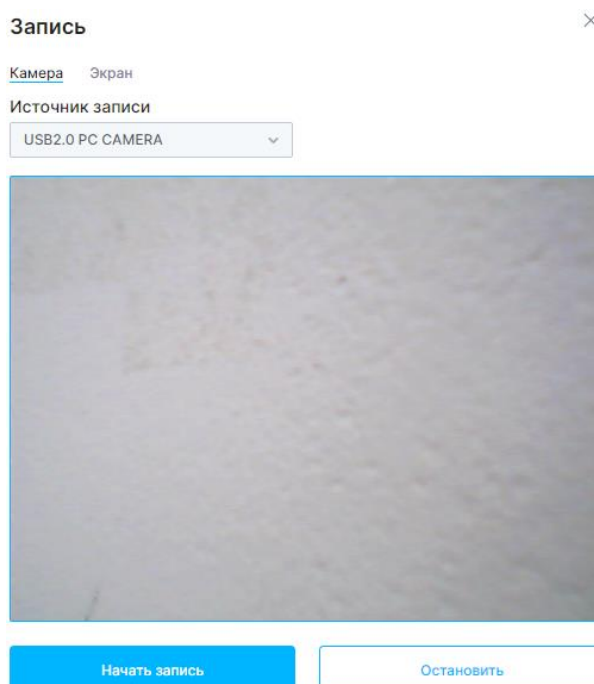 Запись
Камера Экран
Источник записи
USB2.0 PC CAMERA
Начать запись Остановить